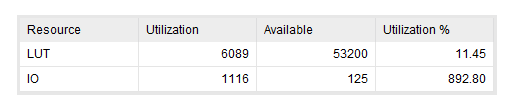 Resource Utilization Available Utilization %
LUT 6089 53200 11.45
IO 1116 125 892.80